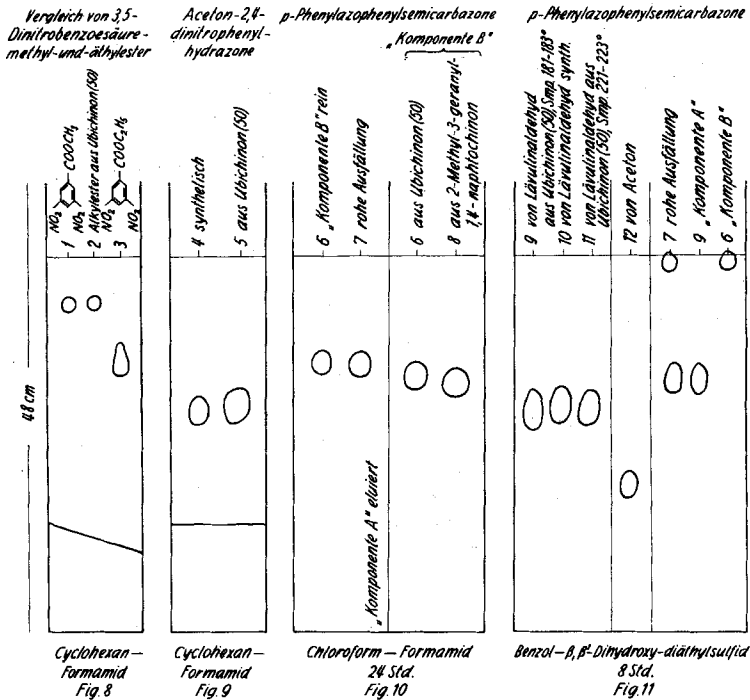 Vergleich von 3,5-
Dinitrobenzoesäure-
methyl-und-äthylester
Aceton-2,4-
dinitrophenyl-
hydrazone
p-Phenylazophenylsemicarbazone
„Komponente B"
p-Phenylazophenylsemicarbazone
COOCH3
NO2
NO2
1
2 Alkylester aus Ubichinon(50)
COOC2H5
NO2
NO2
3
4 synthetisch
5 aus Ubichinon(50)
6 „Komponente B" rein
7 rohe Ausfällung
6 aus Ubichinon(50)
8 aus 2-Methyl-3-geranyl-
1,4-naphtochinon
9 von Lävulinaldehyd
aus Ubichinon(50), Smp. 181-183°
10 von Lävulinaldehyd synth.
11 von Lävulinaldehyd aus
Ubichinon (50), Smp. 221-223°
12 von Aceton
7 rohe Ausfällung
9 „Komponente A"
6 „Komponente B"
48 cm
„Komponente A" eluiert
Cyclohexan—
Formamid
Fig. 8
Cyclohexan—
Formamid
Fig. 9
Chloroform — Formamid
24 Std.
Fig. 10
Benzol—β,β'-Dihydroxy-diäthylsulfid
8 Std.
Fig. 11